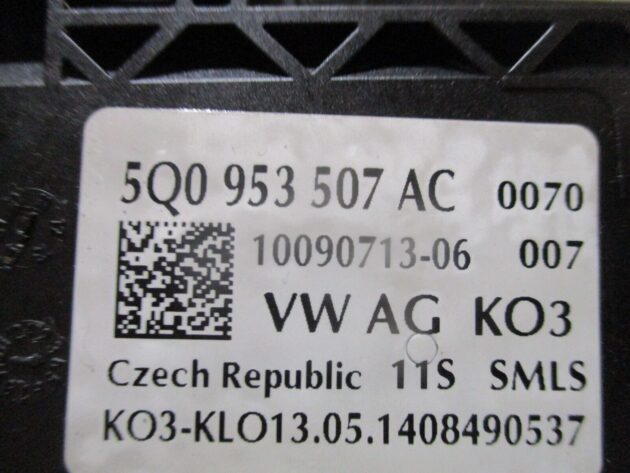 5Q0 953 507 AC 0070
10090713-06 007
VW AG KO3
Czech Republic 11S SMLS
KO3-KLO13.05.1408490537